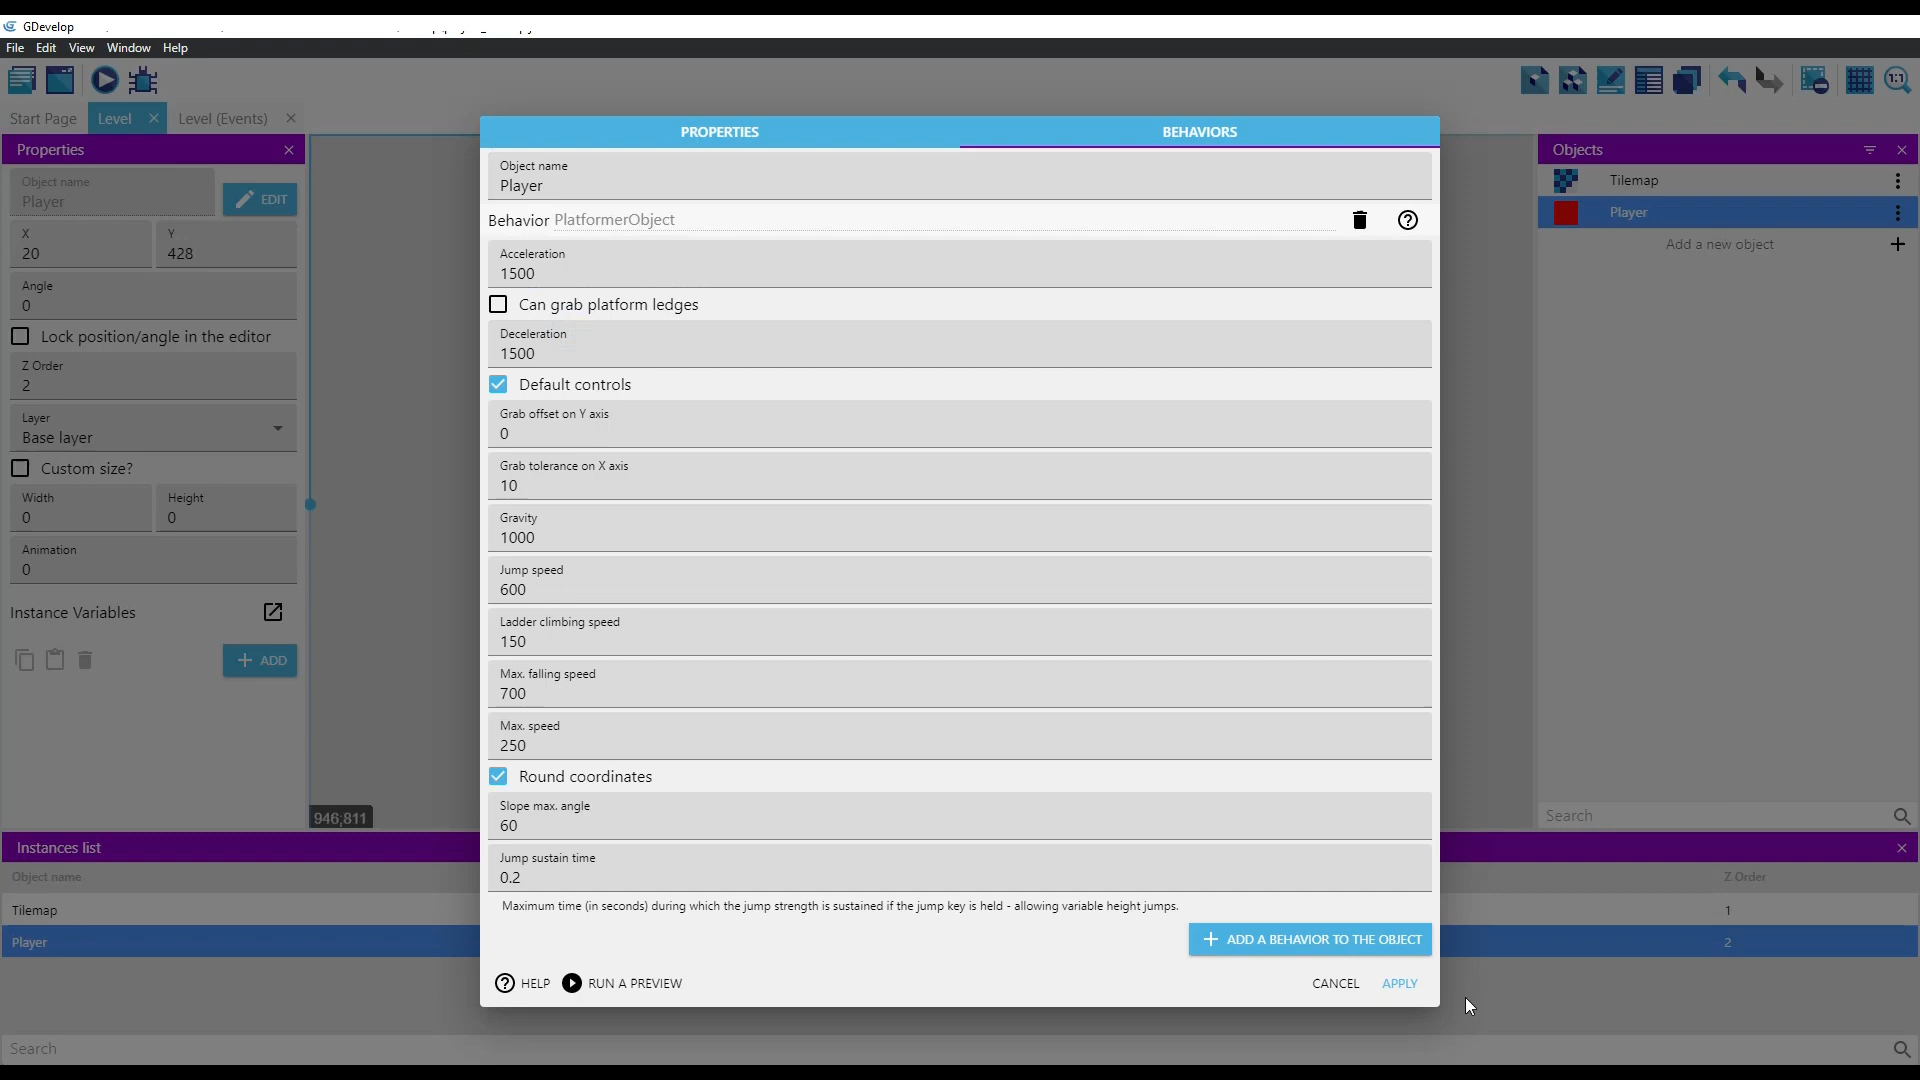 GDevelop
File Edit View Window Help
Start Page Level Level (Events)
Properties
Object name
Player
EDIT
X
20
Y
428
Angle
0
Lock position/angle in the editor
Z Order
2
Layer
Base layer
Custom size?
Width
0
Height
0
Animation
0
Instance Variables
ADD
946;811
PROPERTIES BEHAVIORS
Object name
Player
Behavior PlatformerObject
Acceleration
1500
Can grab platform ledges
Deceleration
1500
Default controls
Grab offset on Y axis
0
Grab tolerance on X axis
10
Gravity
1000
Jump speed
600
Ladder climbing speed
150
Max. falling speed
700
Max. speed
250
Round coordinates
Slope max. angle
60
Jump sustain time
0.2
Maximum time (in seconds) during which the jump strength is sustained if the jump key is held - allowing variable height jumps.
ADD A BEHAVIOR TO THE OBJECT
HELP RUN A PREVIEW CANCEL APPLY
Objects
Tilemap
Player
Add a new object
Search
1:1
Instances list
Object name Z Order
Tilemap 1
Player 2
Search